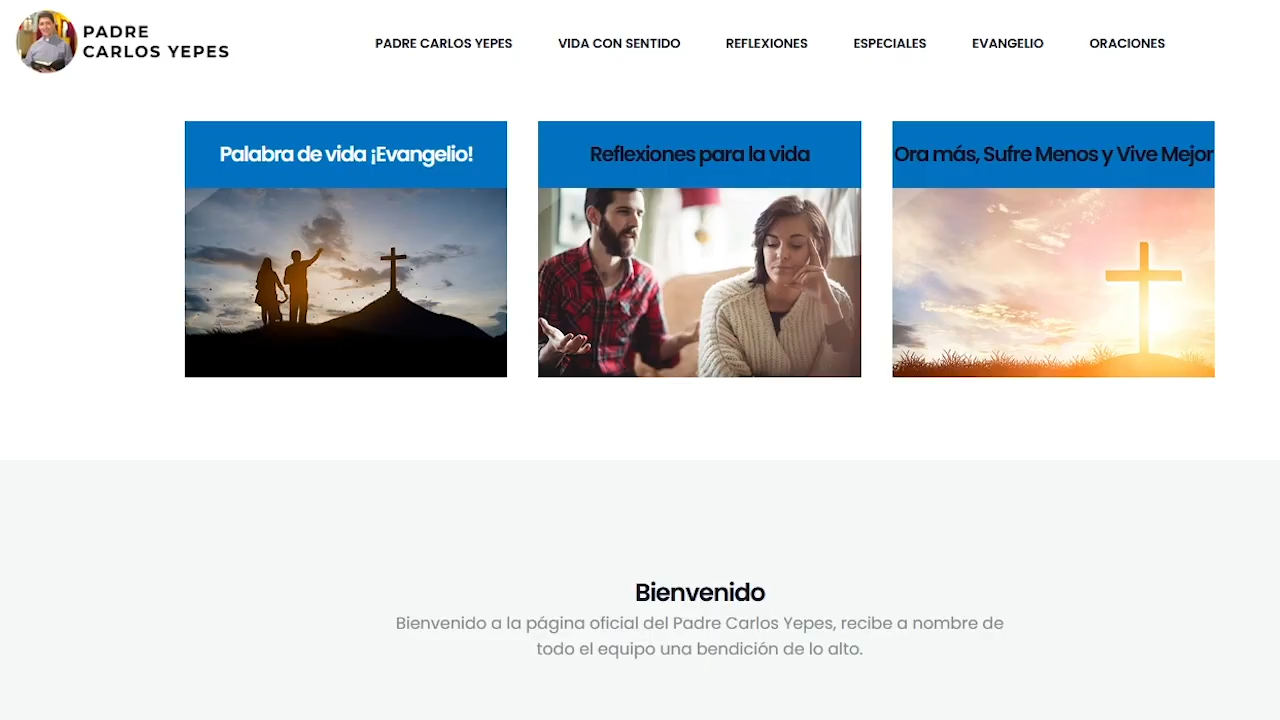 PADRE
CARLOS YEPES
PADRE CARLOS YEPES
VIDA CON SENTIDO
REFLEXIONES
ESPECIALES
EVANGELIO
ORACIONES
Palabra de vida ¡Evangelio!
Reflexiones para la vida
Ora más, Sufre Menos y Vive Mejor
Bienvenido
Bienvenido a la página oficial del Padre Carlos Yepes, recibe a nombre de
todo el equipo una bendición de lo alto.